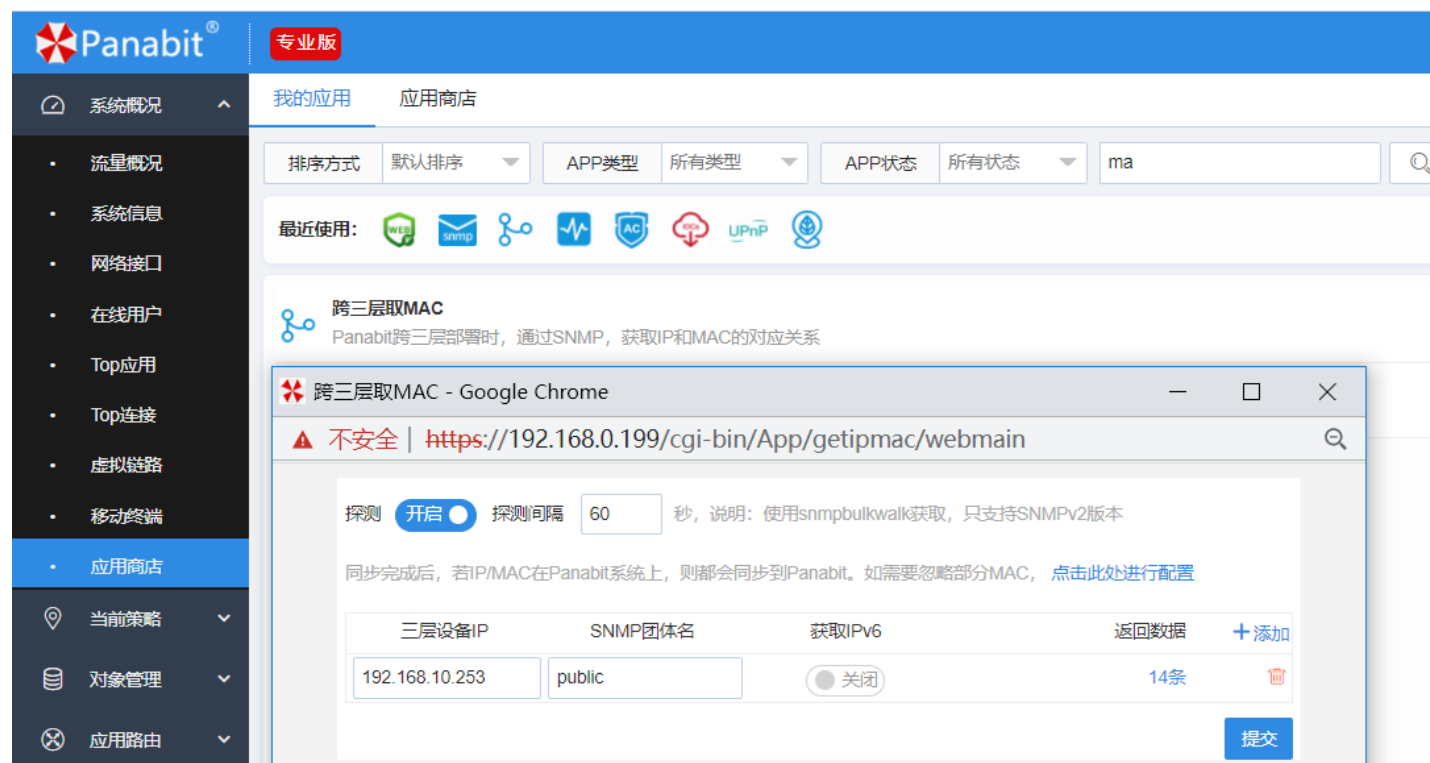 Panabit® 专业版
系统概况
流量概况
系统信息
网络接口
在线用户
Top应用
Top连接
虚拟链路
移动终端
应用商店
当前策略
对象管理
应用路由
我的应用 应用商店
排序方式 默认排序 APP类型 所有类型 APP状态 所有状态 ma
最近使用: WEB snmp AC IOCs UPnP
跨三层取MAC
Panabit跨三层部署时，通过SNMP，获取IP和MAC的对应关系
跨三层取MAC - Google Chrome
不安全 | https://192.168.0.199/cgi-bin/App/getipmac/webmain
探测 开启 探测间隔 60 秒，说明：使用snmpbulkwalk获取，只支持SNMPv2版本
同步完成后，若IP/MAC在Panabit系统上，则都会同步到Panabit。如需要忽略部分MAC， 点击此处进行配置
三层设备IP SNMP团体名 获取IPv6 返回数据 +添加
192.168.10.253 public 关闭 14条
提交